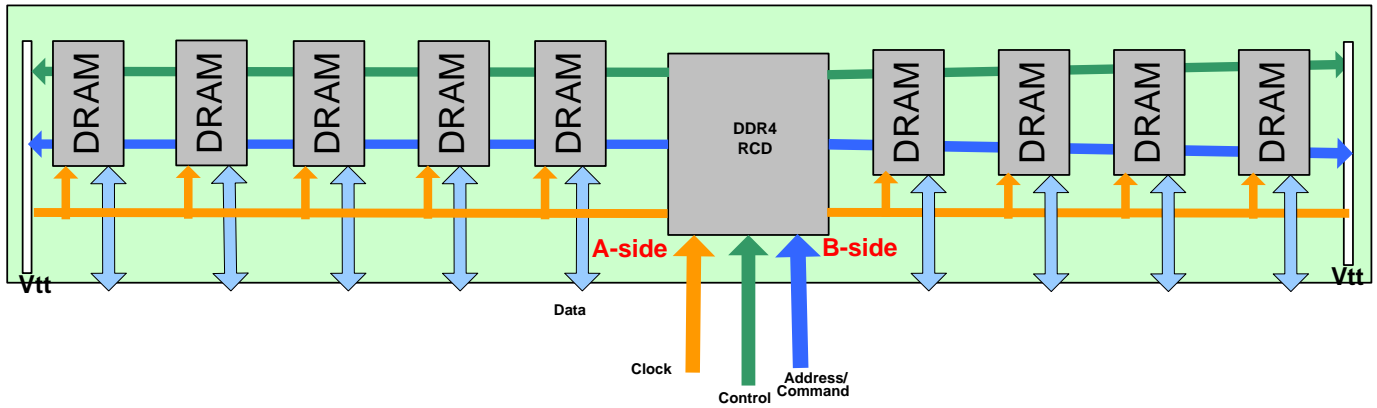 DRAM
DRAM
DRAM
DRAM
DRAM
DDR4
RCD
DRAM
DRAM
DRAM
DRAM
A-side
B-side
Vtt
Vtt
Data
Clock
Control
Address/
Command